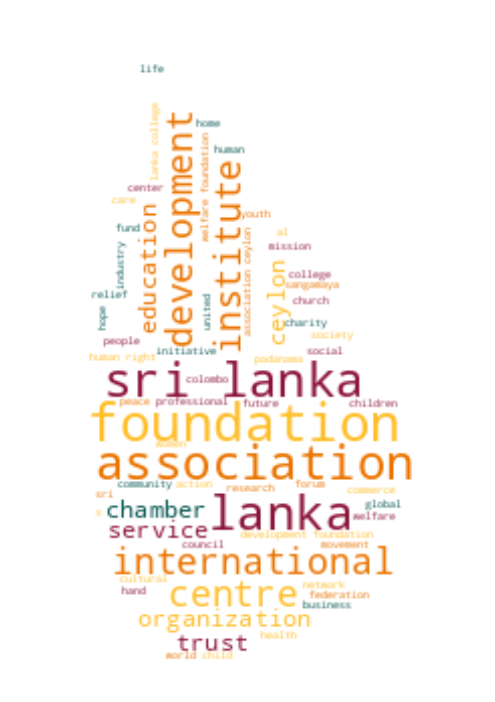 life
lanka college
development
home
welfare foundation
human
institute
center
care
education
youth
fund
association ceylon
al
industry
mission
ceylon
college
sangamaya
relief
united
church
hope
charity
people
society
initiative
social
human right
padanama
sri lanka
colombo
peace professional
future
children
foundation
women
association
community
action
research
forum
commerce
sri
chamber
lanka
global
service
welfare
development foundation
council
movement
international
cultural
hand
centre
network
federation
business
organization
health
trust
world child